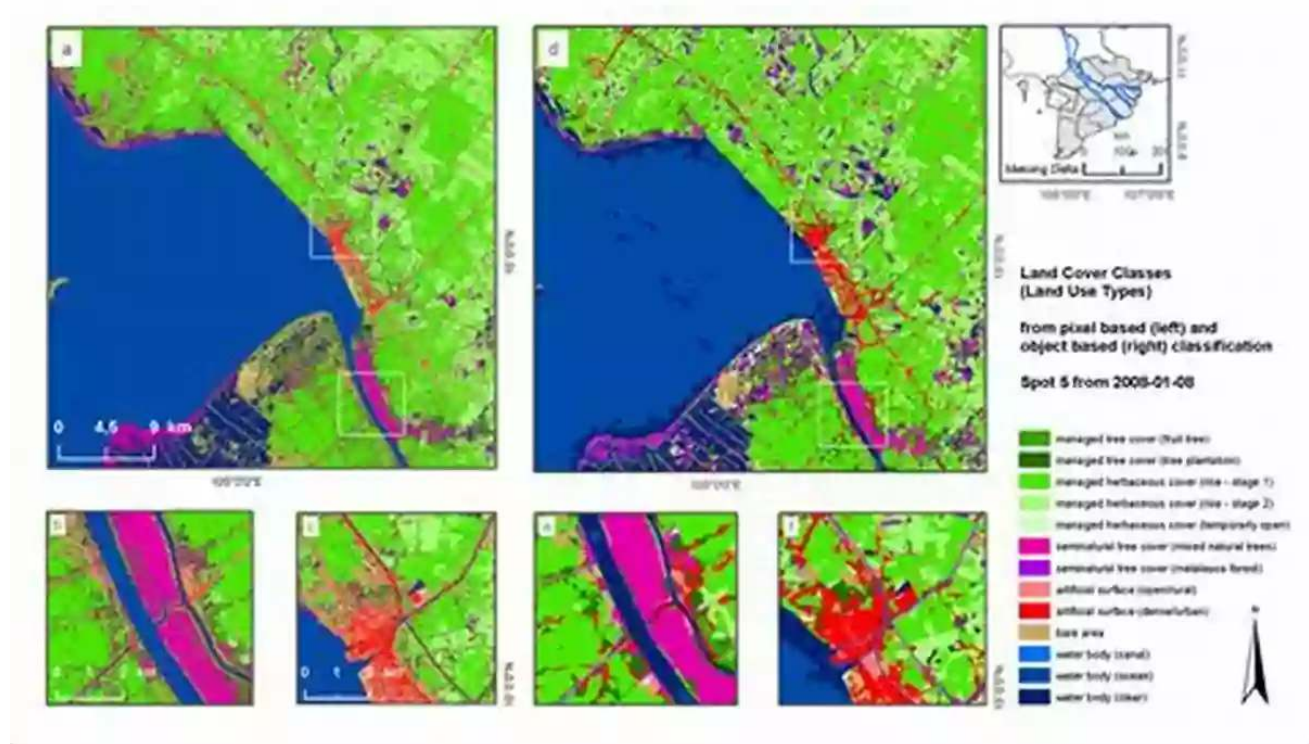 a
d
Mekong Delta
Land Cover Classes
(Land Use Types)
from pixel based (left) and
object based (right) classification
Spot 5 from 2008-01-08
0 4,5 9 km
managed tree cover (fruit tree)
managed tree cover (tree plantation)
managed herbaceous cover (rice - stage 1)
managed herbaceous cover (rice - stage 2)
managed herbaceous cover (temporarily open)
seminatural tree cover (mixed natural trees)
seminatural tree cover (melaleuca forest)
artificial surface (open/rural)
artificial surface (dense/urban)
bare area
water body (canal)
water body (ocean)
water body (clear)
b
c
e
f